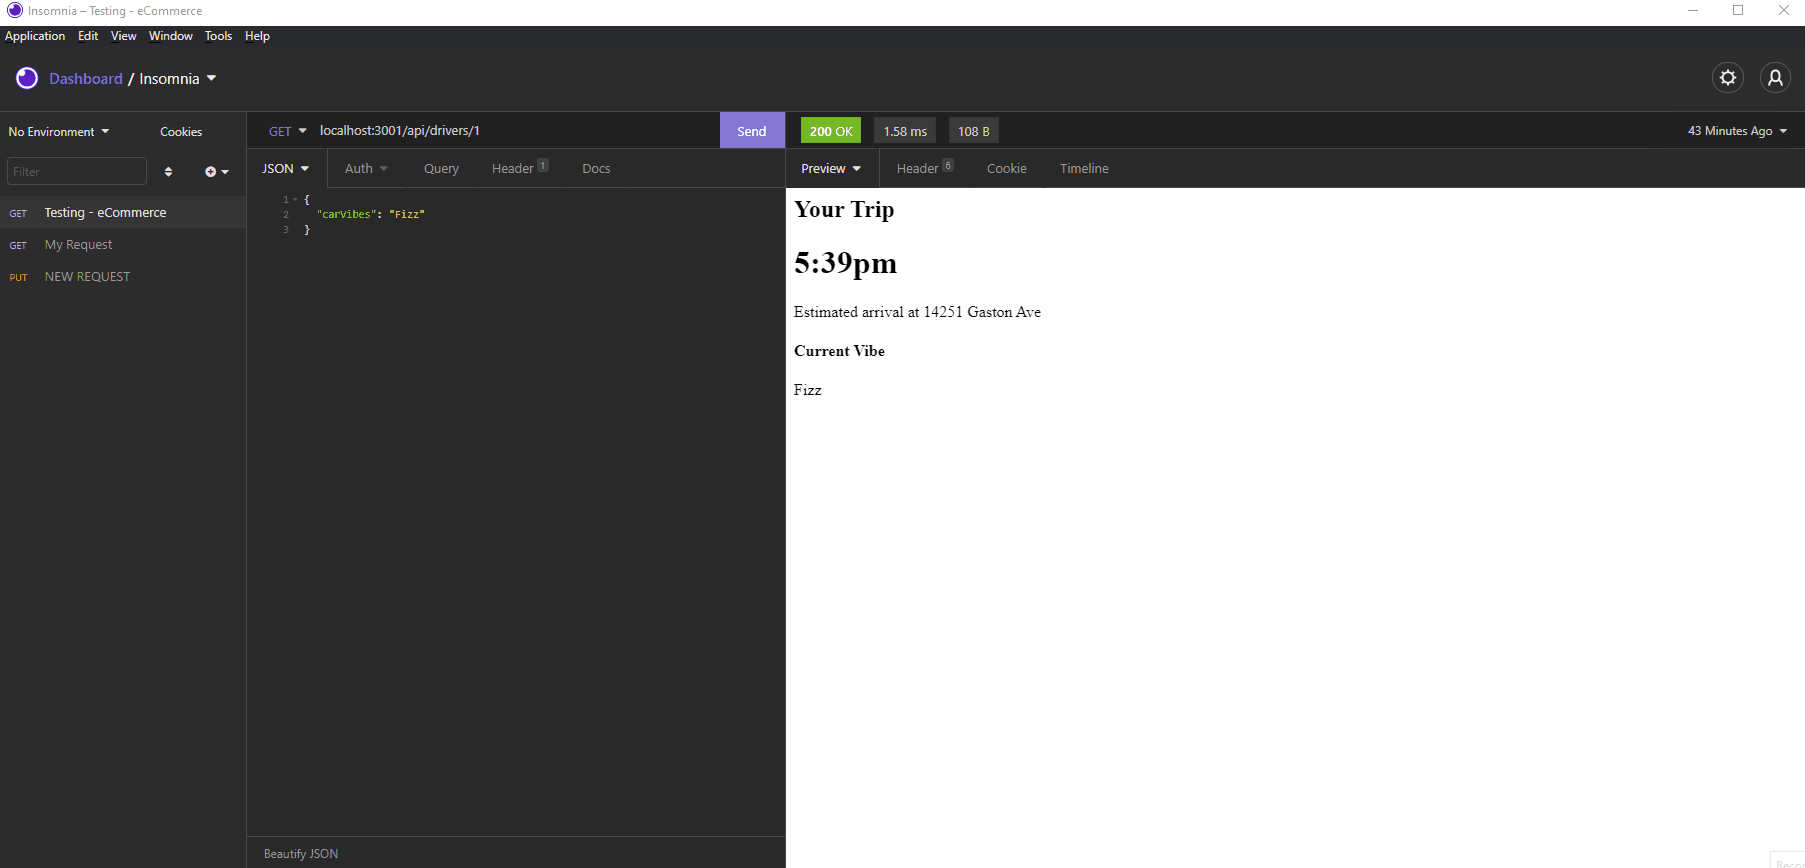 Insomnia – Testing - eCommerce
Application Edit View Window Tools Help
Dashboard / Insomnia
No Environment Cookies
Filter
GET Testing - eCommerce
GET My Request
PUT NEW REQUEST
GET localhost:3001/api/drivers/1 Send
JSON Auth Query Header 1 Docs
1 {
2 "carVibes": "Fizz"
3 }
Beautify JSON
200 OK 1.58 ms 108 B 43 Minutes Ago
Preview Header 6 Cookie Timeline
Your Trip
5:39pm
Estimated arrival at 14251 Gaston Ave
Current Vibe
Fizz